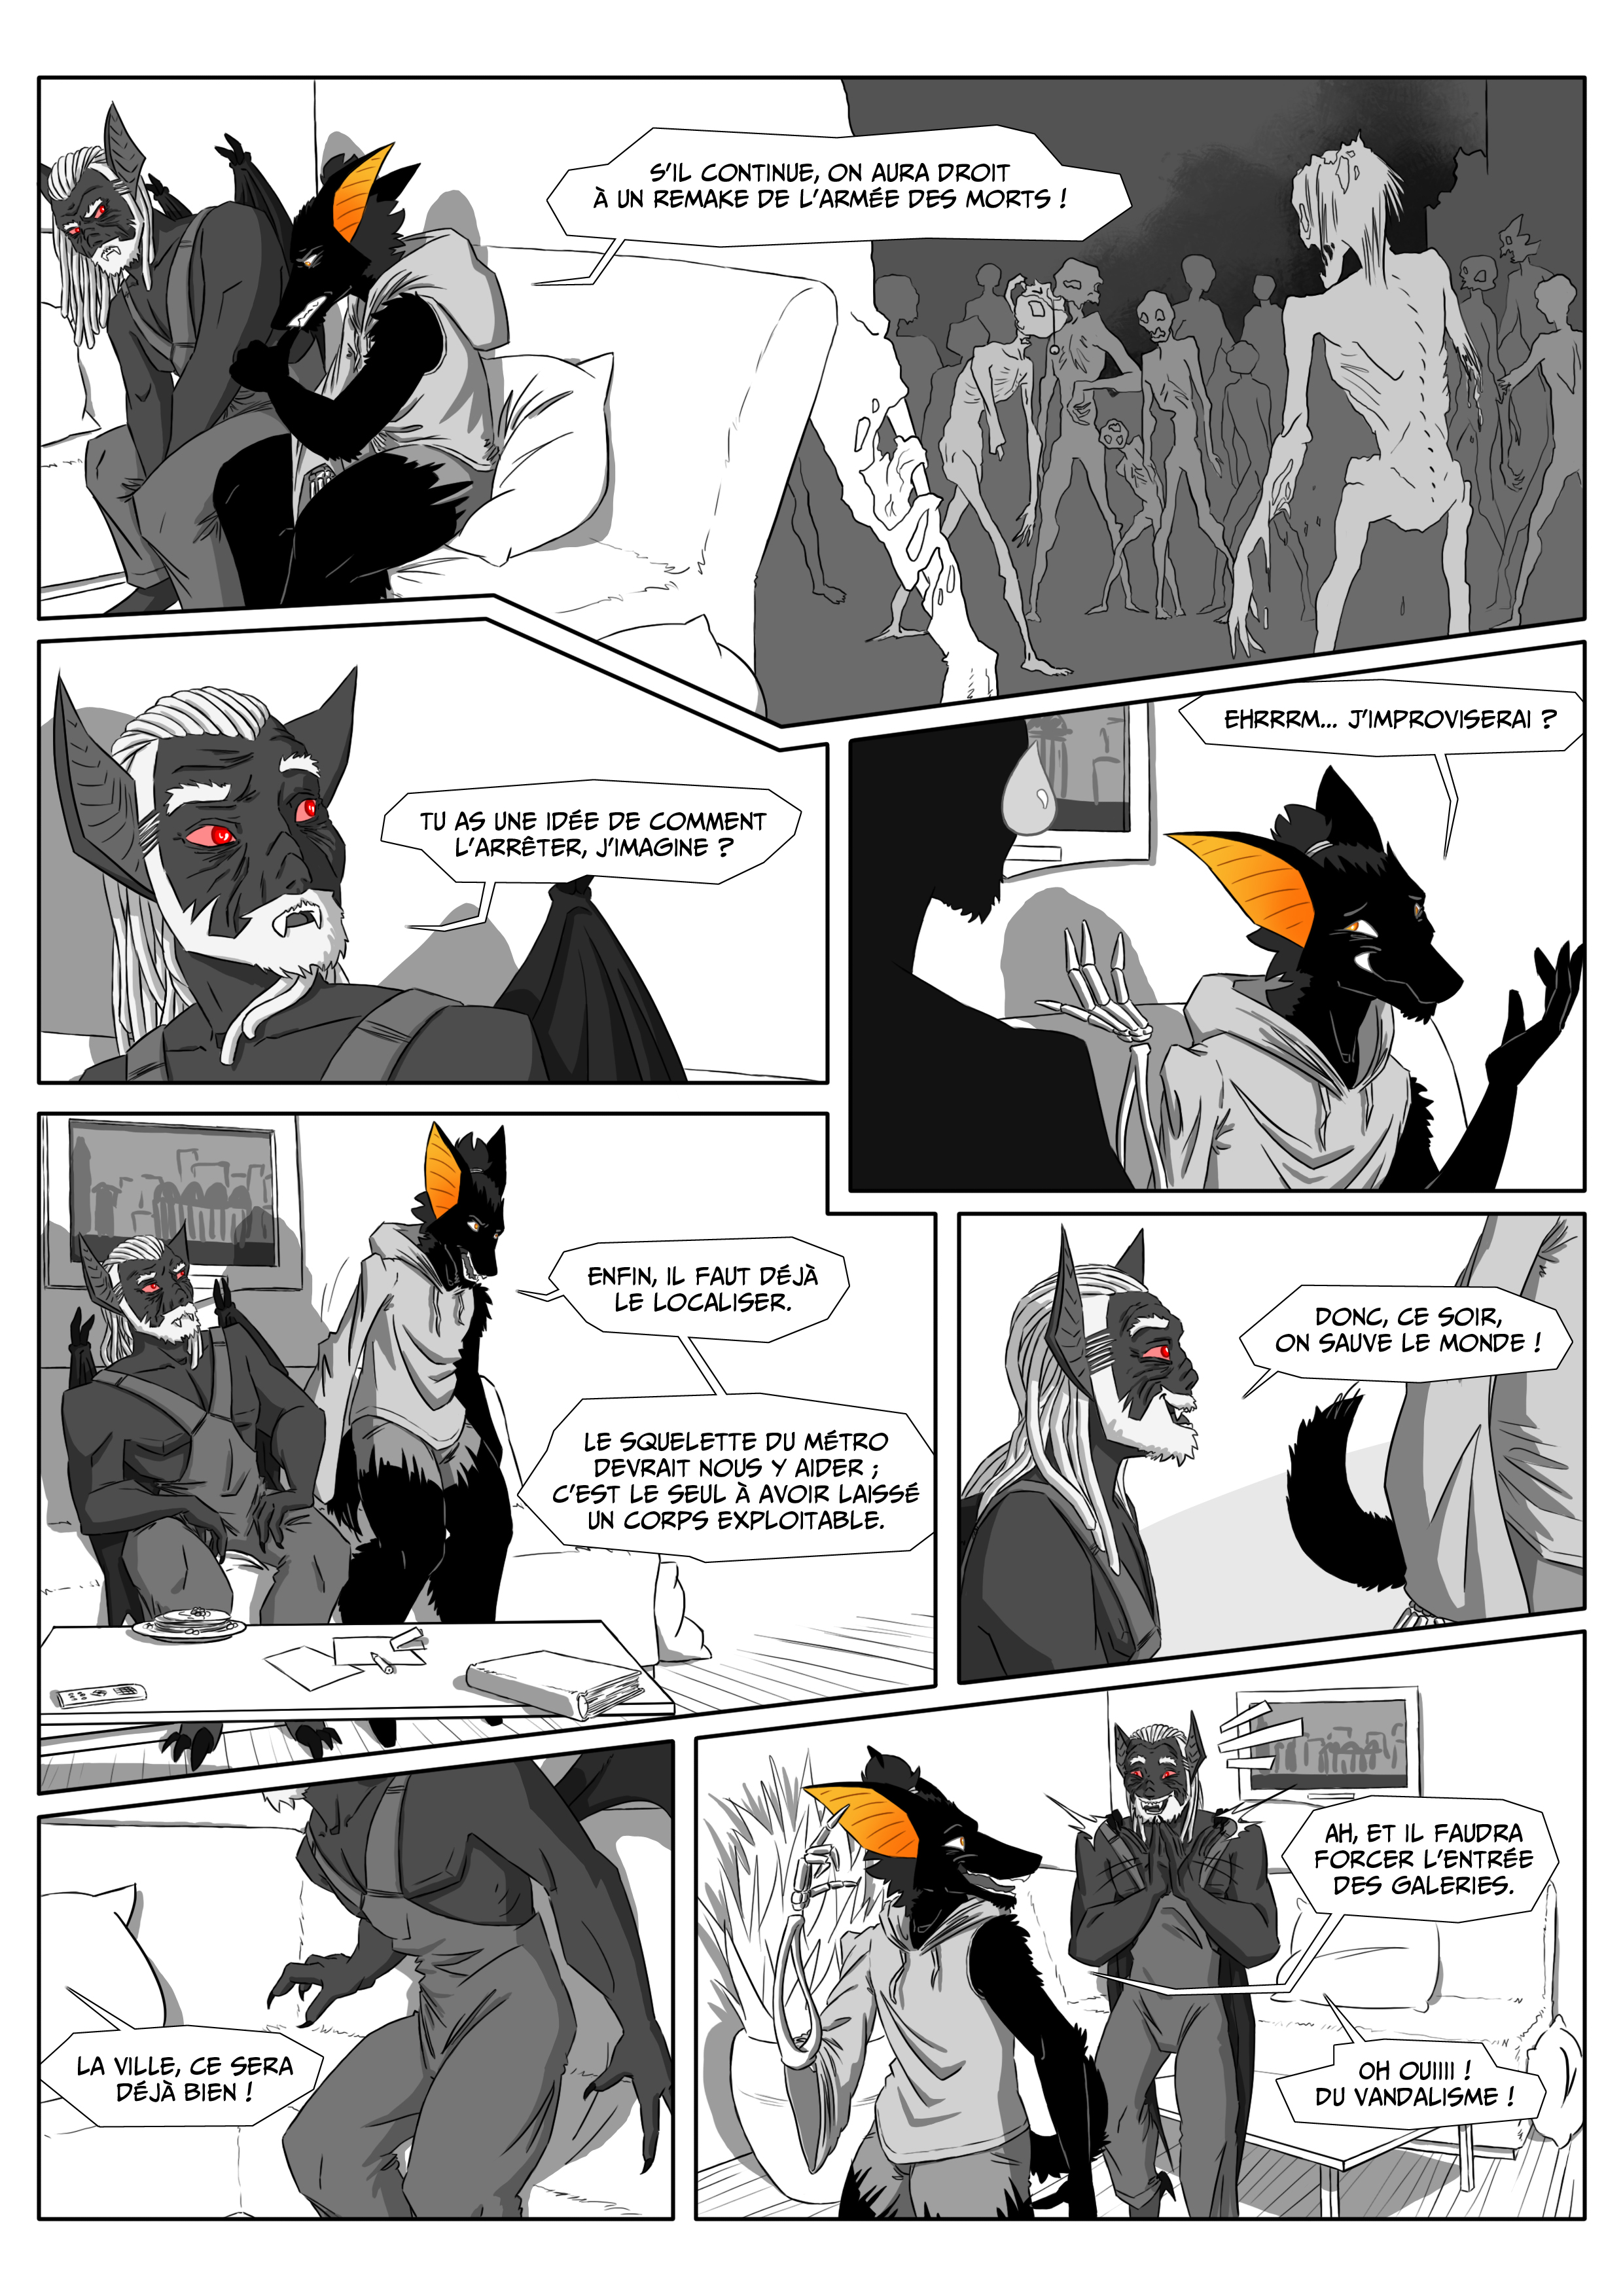 S'IL CONTINUE, ON AURA DROIT
À UN REMAKE DE L'ARMÉE DES MORTS !
TU AS UNE IDÉE DE COMMENT
L'ARRÊTER, J'IMAGINE ?
EHRRRM... J'IMPROVISERAI ?
ENFIN, IL FAUT DÉJÀ
LE LOCALISER.
LE SQUELETTE DU MÉTRO
DEVRAIT NOUS Y AIDER ;
C'EST LE SEUL À AVOIR LAISSÉ
UN CORPS EXPLOITABLE.
DONC, CE SOIR,
ON SAUVE LE MONDE !
LA VILLE, CE SERA
DÉJÀ BIEN !
AH, ET IL FAUDRA
FORCER L'ENTRÉE
DES GALERIES.
OH OUIIII !
DU VANDALISME !